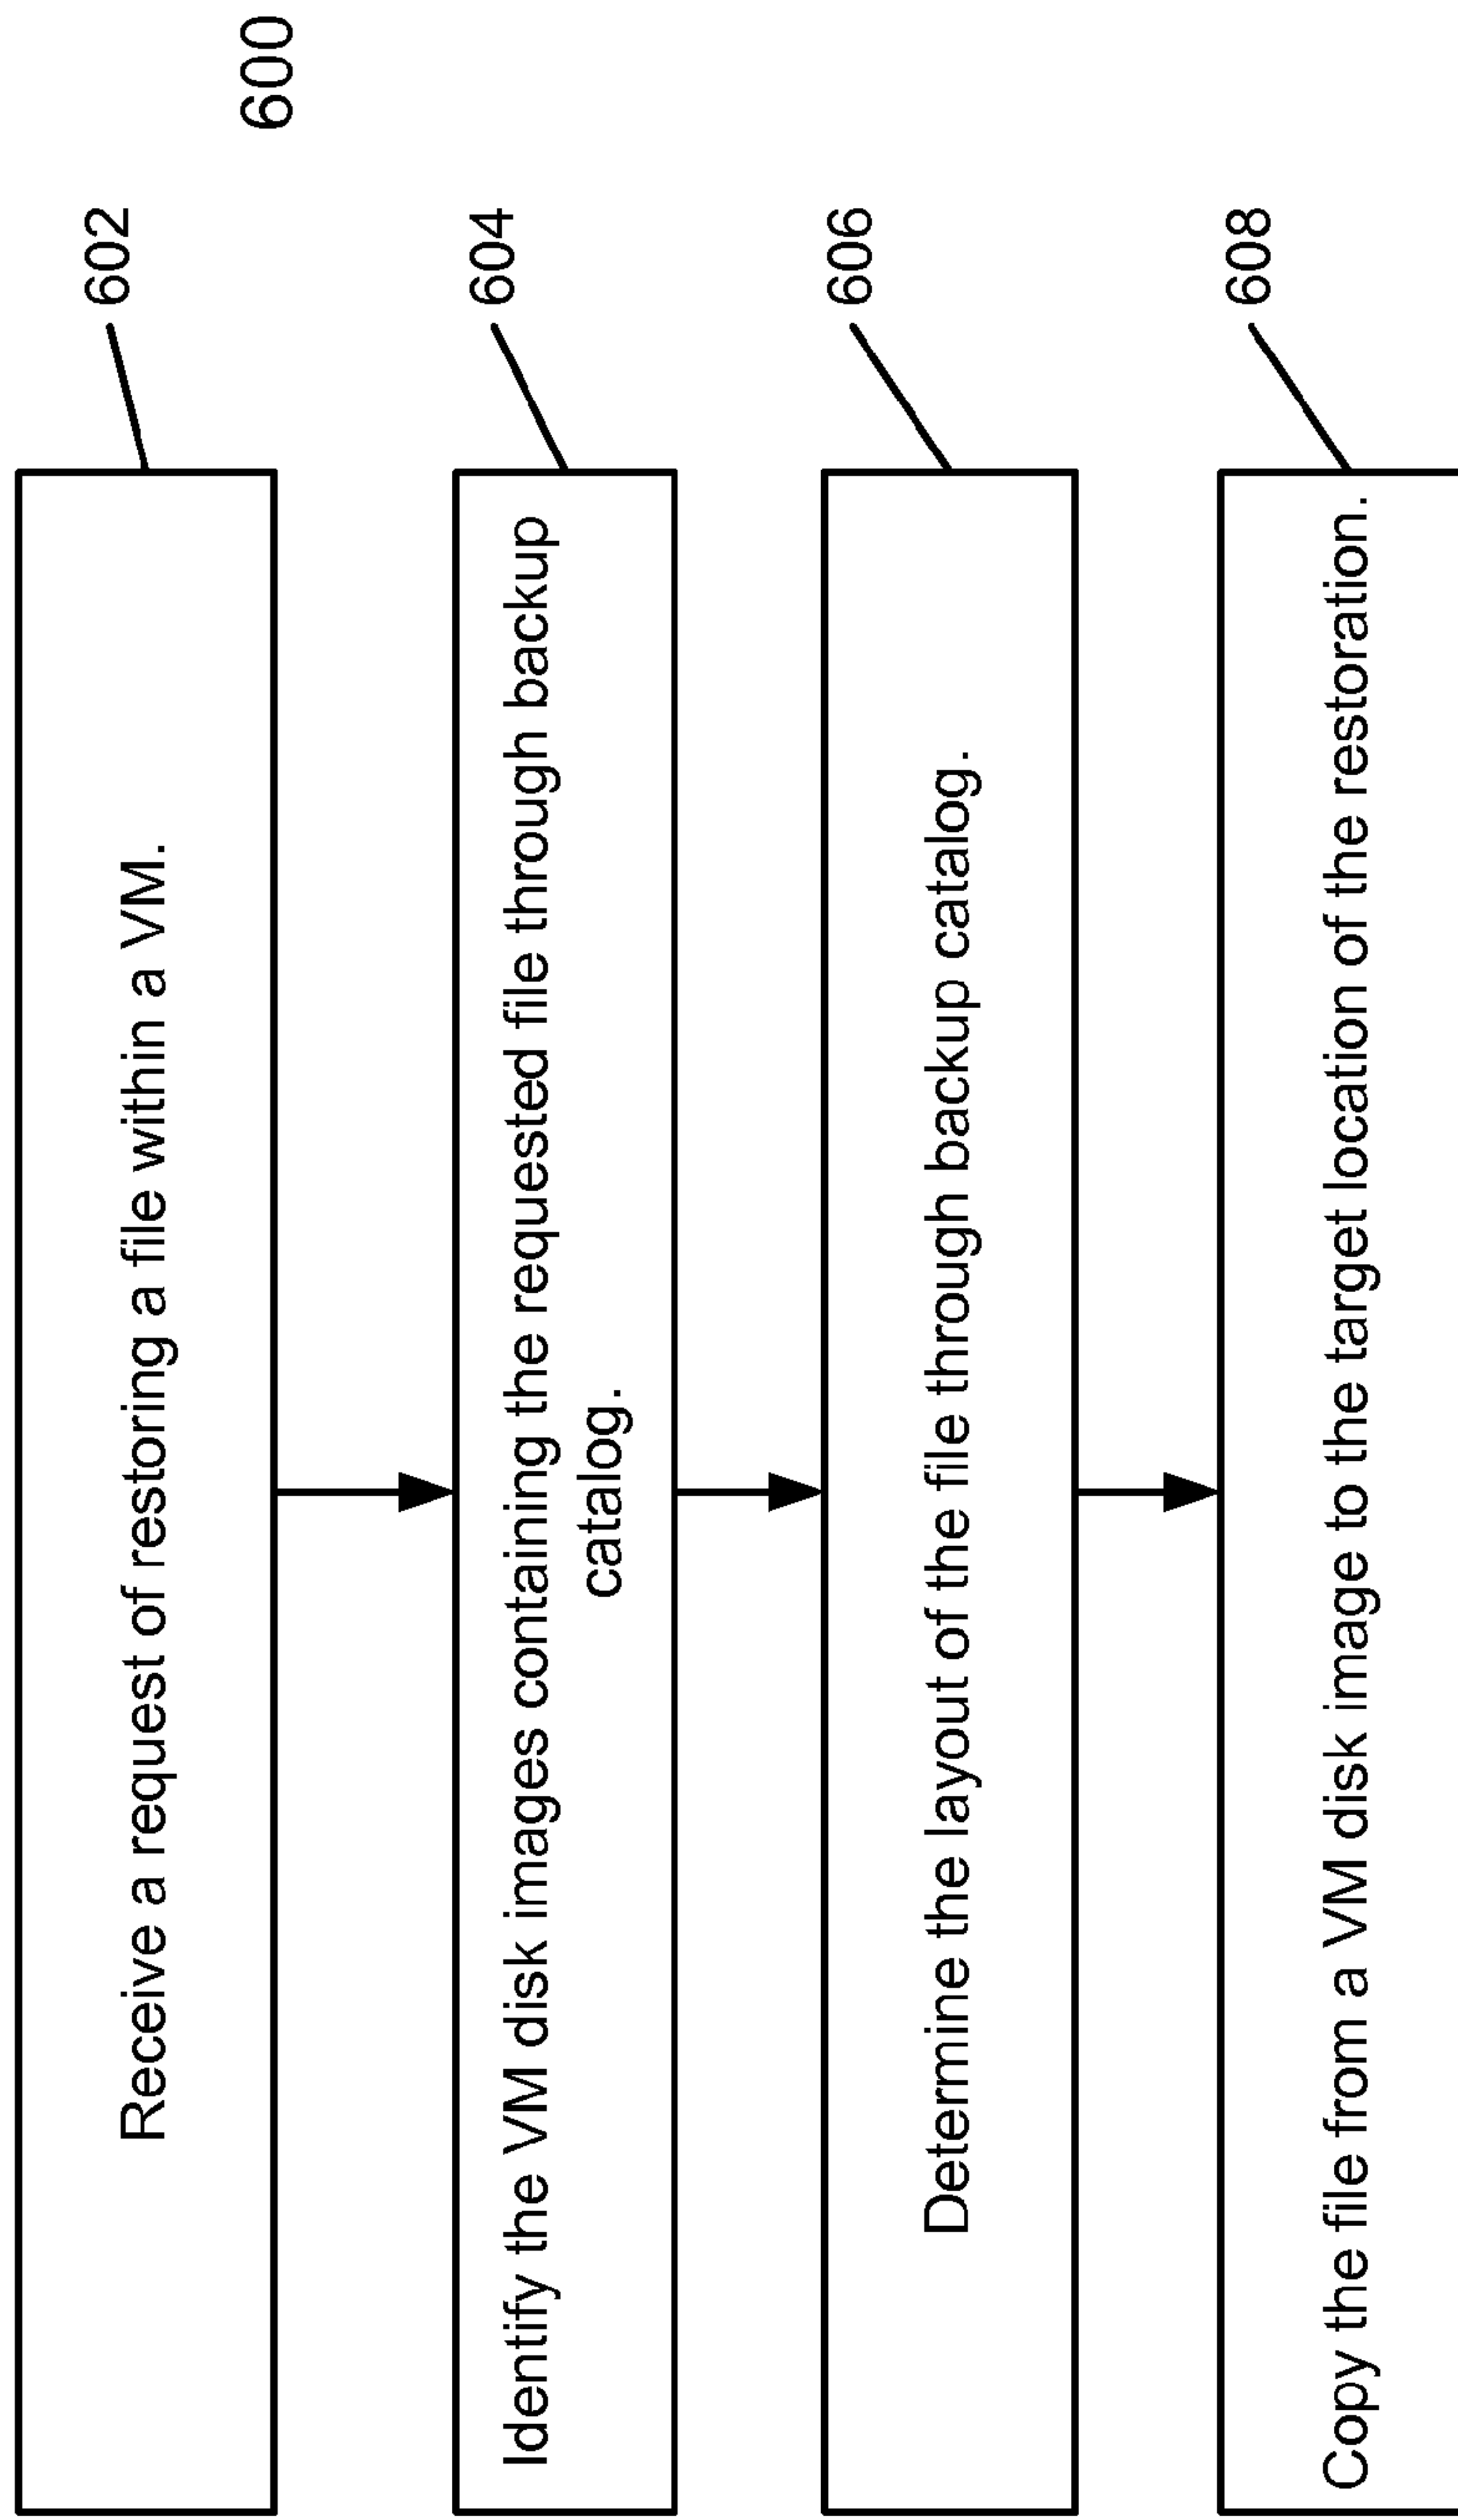 600
Receive a request of restoring a file within a VM.
602
Identify the VM disk images containing the requested file through backup
catalog.
604
Determine the layout of the file through backup catalog.
606
Copy the file from a VM disk image to the target location of the restoration.
608